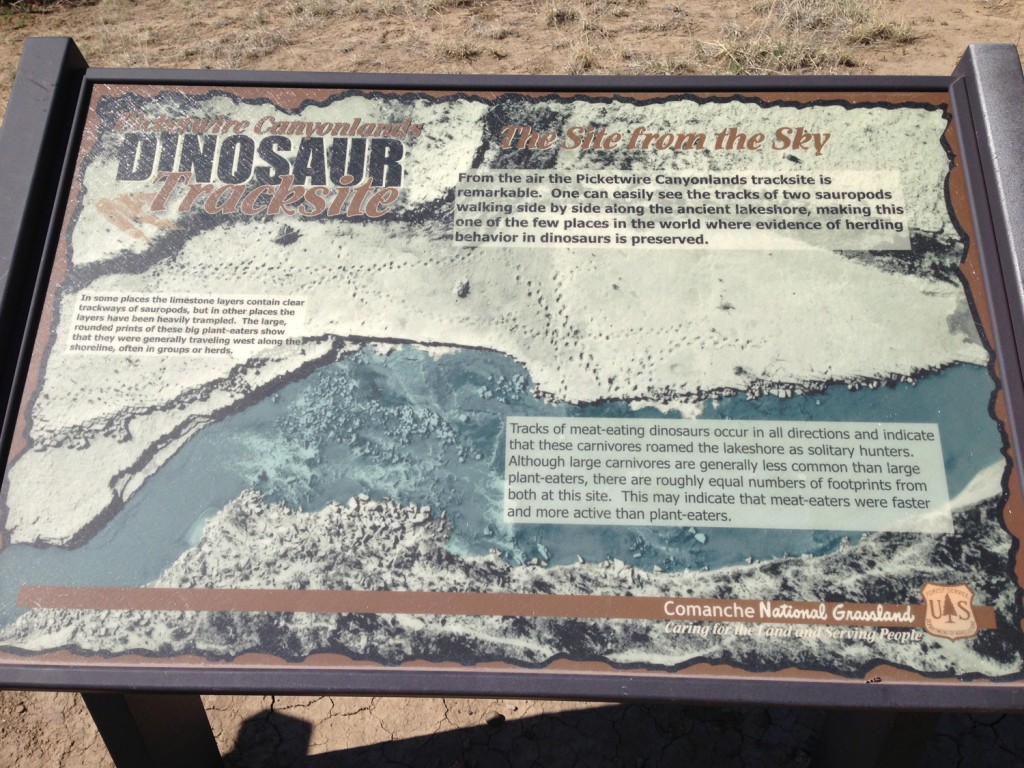 Picketwire Canyonlands
DINOSAUR
Tracksite
The Site from the Sky
From the air the Picketwire Canyonlands tracksite is
remarkable. One can easily see the tracks of two sauropods
walking side by side along the ancient lakeshore, making this
one of the few places in the world where evidence of herding
behavior in dinosaurs is preserved.
In some places the limestone layers contain clear
trackways of sauropods, but in other places the
layers have been heavily trampled. The large,
rounded prints of these big plant-eaters show
that they were generally traveling west along the
shoreline, often in groups or herds.
Tracks of meat-eating dinosaurs occur in all directions and indicate
that these carnivores roamed the lakeshore as solitary hunters.
Although large carnivores are generally less common than large
plant-eaters, there are roughly equal numbers of footprints from
both at this site. This may indicate that meat-eaters were faster
and more active than plant-eaters.
Comanche National Grassland
Caring for the Land and Serving People
U S